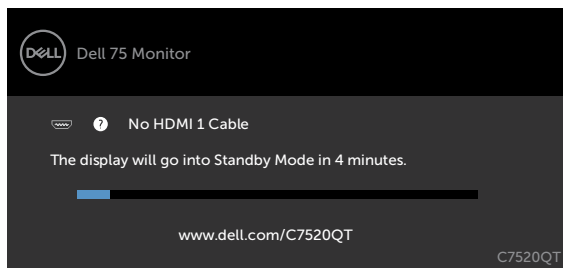 DELL
Dell 75 Monitor
? No HDMI 1 Cable
The display will go into Standby Mode in 4 minutes.
www.dell.com/C7520QT
C7520QT